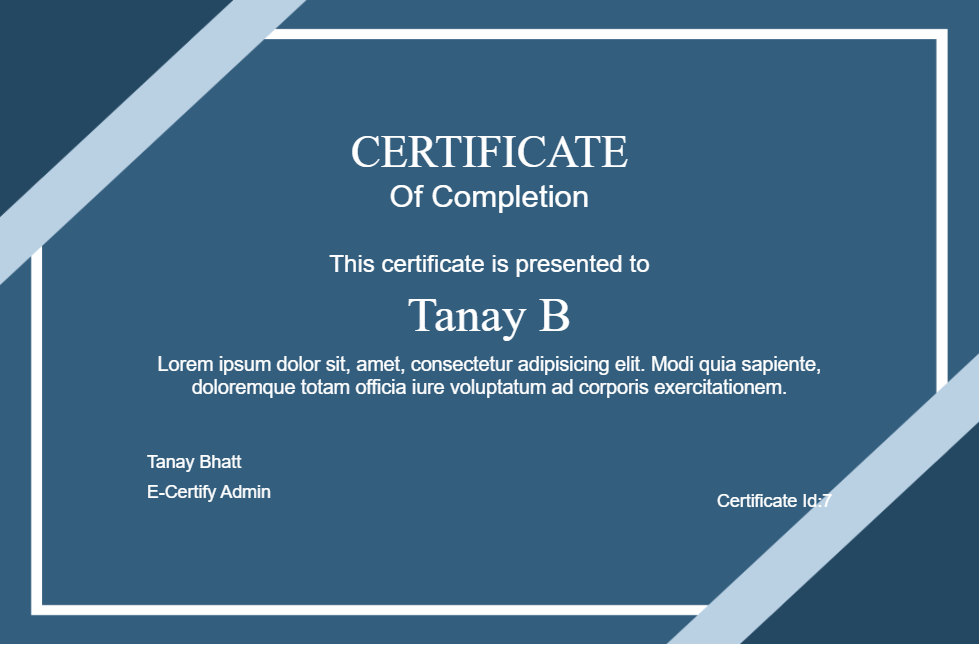 CERTIFICATE
Of Completion
This certificate is presented to
Tanay B
Lorem ipsum dolor sit, amet, consectetur adipisicing elit. Modi quia sapiente,
doloremque totam officia iure voluptatum ad corporis exercitationem.
Tanay Bhatt
E-Certify Admin
Certificate Id:7